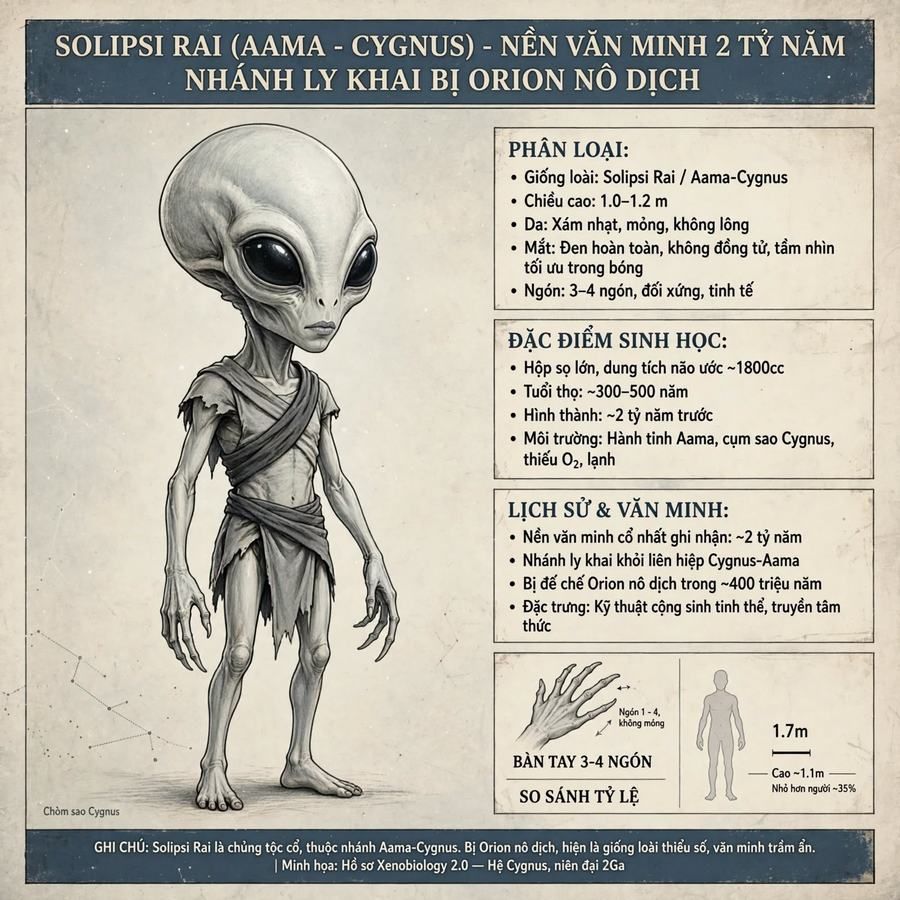 SOLIPSI RAI (AAMA - CYGNUS) - NỀN VĂN MINH 2 TỶ NĂM
NHÁNH LY KHAI BỊ ORION NÔ DỊCH
PHÂN LOẠI:
• Giống loài: Solipsi Rai / Aama-Cygnus
• Chiều cao: 1.0–1.2 m
• Da: Xám nhạt, mỏng, không lông
• Mắt: Đen hoàn toàn, không đồng tử, tầm nhìn
tối ưu trong bóng
• Ngón: 3–4 ngón, đối xứng, tinh tế
ĐẶC ĐIỂM SINH HỌC:
• Hộp sọ lớn, dung tích não ước ~1800cc
• Tuổi thọ: ~300–500 năm
• Hình thành: ~2 tỷ năm trước
• Môi trường: Hành tinh Aama, cụm sao Cygnus,
thiếu O₂, lạnh
LỊCH SỬ & VĂN MINH:
• Nền văn minh cổ nhất ghi nhận: ~2 tỷ năm
• Nhánh ly khai khỏi liên hiệp Cygnus-Aama
• Bị đế chế Orion nô dịch trong ~400 triệu năm
• Đặc trưng: Kỹ thuật cộng sinh tinh thể, truyền tâm
thức
Ngón 1 - 4,
không móng
BÀN TAY 3-4 NGÓN
SO SÁNH TỶ LỆ
1.7m
Cao ~1.1m
Nhỏ hơn người ~35%
Chòm sao Cygnus
GHI CHÚ: Solipsi Rai là chủng tộc cổ, thuộc nhánh Aama-Cygnus. Bị Orion nô dịch, hiện là giống loài thiểu số, văn minh trầm ẩn.
| Minh họa: Hồ sơ Xenobiology 2.0 — Hệ Cygnus, niên đại 2Ga